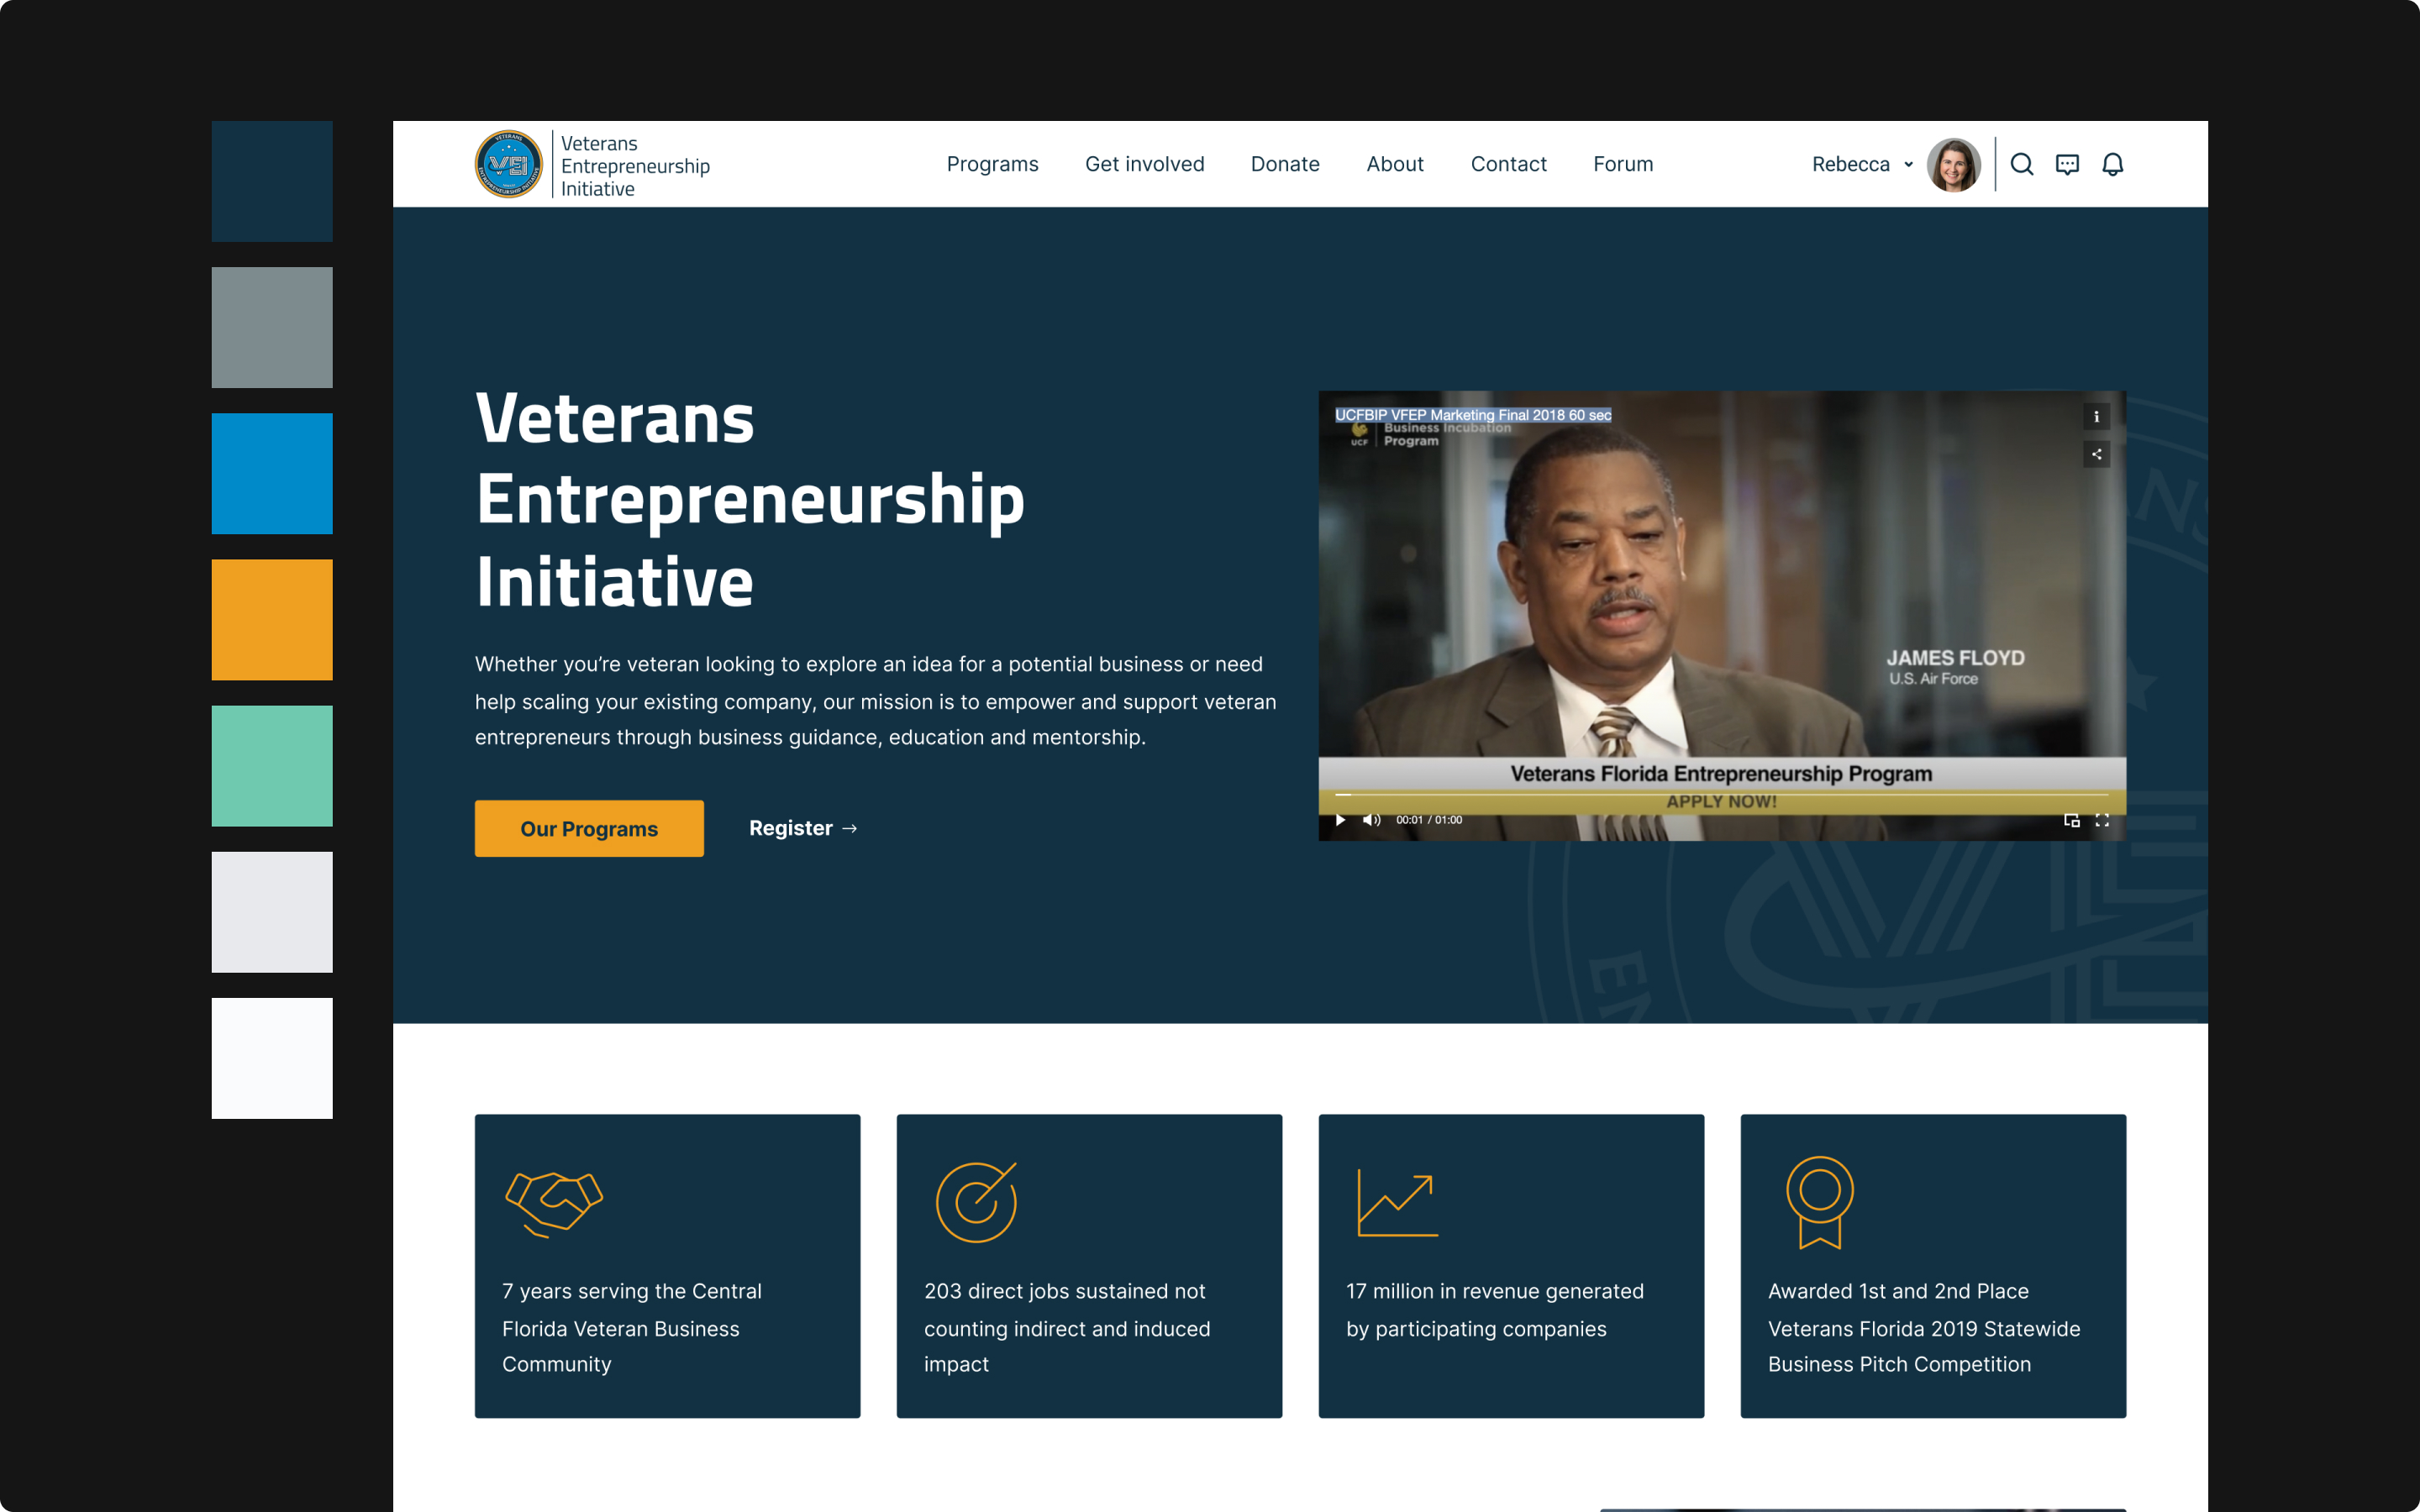 VETERANS
VEI
ENTREPRENEURSHIP INITIATIVE
Veterans
Entrepreneurship
Initiative
Programs
Get involved
Donate
About
Contact
Forum
Rebecca
Veterans
Entrepreneurship
Initiative
Whether you’re veteran looking to explore an idea for a potential business or need
help scaling your existing company, our mission is to empower and support veteran
entrepreneurs through business guidance, education and mentorship.
Our Programs
Register →
UCFBIP VFEP Marketing Final 2018 60 sec
UCF
Business Incubation
Program
JAMES FLOYD
U.S. Air Force
Veterans Florida Entrepreneurship Program
APPLY NOW!
00:01 / 01:00
7 years serving the Central
Florida Veteran Business
Community
203 direct jobs sustained not
counting indirect and induced
impact
17 million in revenue generated
by participating companies
Awarded 1st and 2nd Place
Veterans Florida 2019 Statewide
Business Pitch Competition